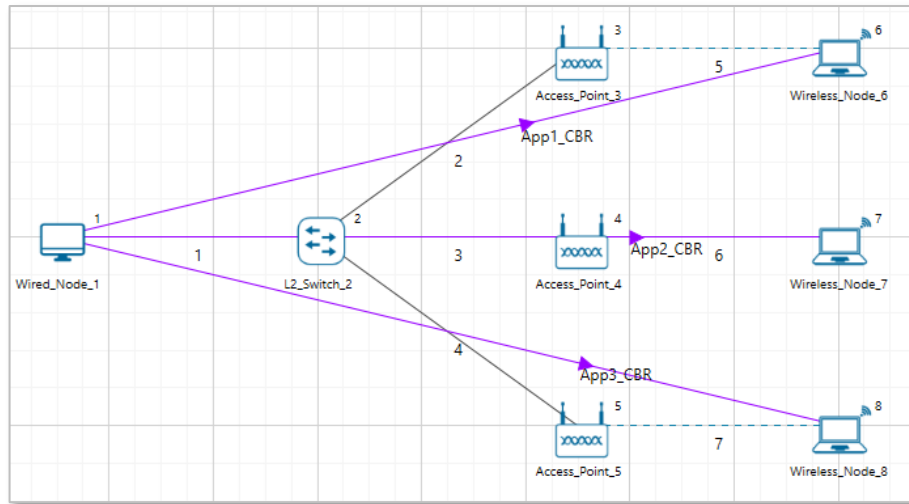 3
6
Access_Point_3
5
Wireless_Node_6
App1_CBR
2
1
2
4
7
1
3
App2_CBR
6
Wired_Node_1
L2_Switch_2
Access_Point_4
Wireless_Node_7
4
App3_CBR
5
8
7
Access_Point_5
Wireless_Node_8